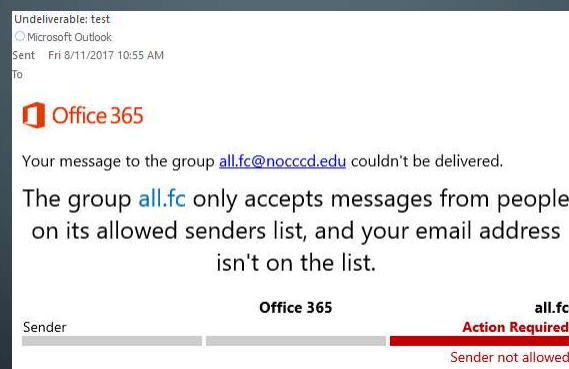 Undeliverable: test
Microsoft Outlook
Sent Fri 8/11/2017 10:55 AM
To
Office 365
Your message to the group all.fc@nocccd.edu couldn't be delivered.
The group all.fc only accepts messages from people
on its allowed senders list, and your email address
isn't on the list.
Office 365 all.fc
Sender Action Required
Sender not allowed